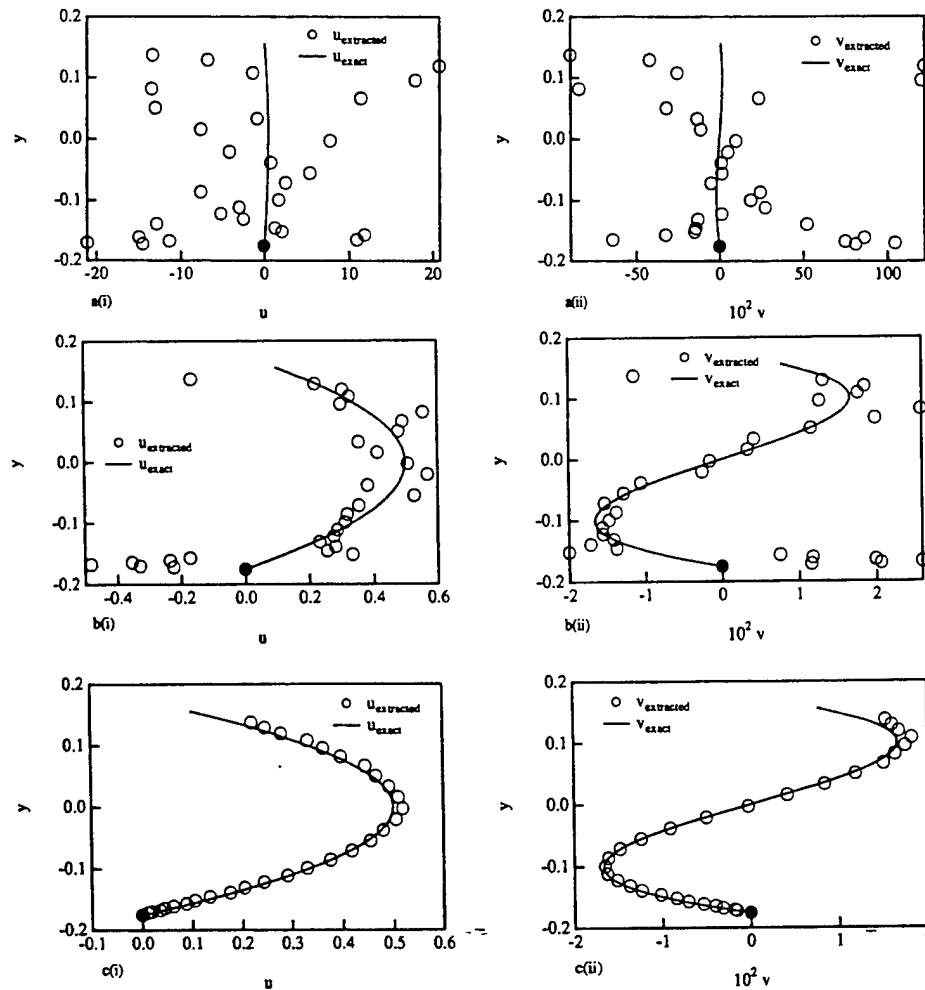 0.2
0.1
0.0
-0.1
-0.2
y
u_extracted
u_exact
-20
-10
0
10
20
a(i)
u
0.2
0.1
0.0
-0.1
-0.2
y
v_extracted
v_exact
-50
0
50
100
a(ii)
10² v
0.2
0.1
0.0
-0.1
-0.2
y
u_extracted
u_exact
-0.4
-0.2
0.0
0.2
0.4
0.6
b(i)
u
0.2
0.1
0.0
-0.1
-0.2
y
v_extracted
v_exact
-2
-1
0
1
2
b(ii)
10² v
0.2
0.1
0.0
-0.1
-0.2
y
u_extracted
u_exact
-0.1
0.0
0.1
0.2
0.3
0.4
0.5
0.6
c(i)
u
0.2
0.1
0.0
-0.1
-0.2
y
v_extracted
v_exact
-2
-1
0
1
c(ii)
10² v